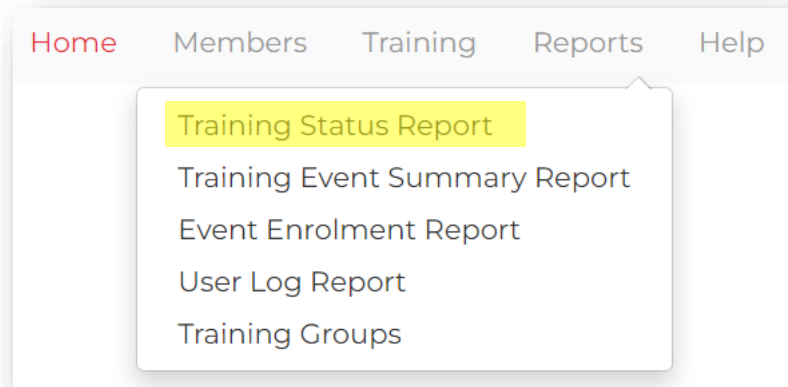 Home Members Training Reports Help
Training Status Report
Training Event Summary Report
Event Enrolment Report
User Log Report
Training Groups